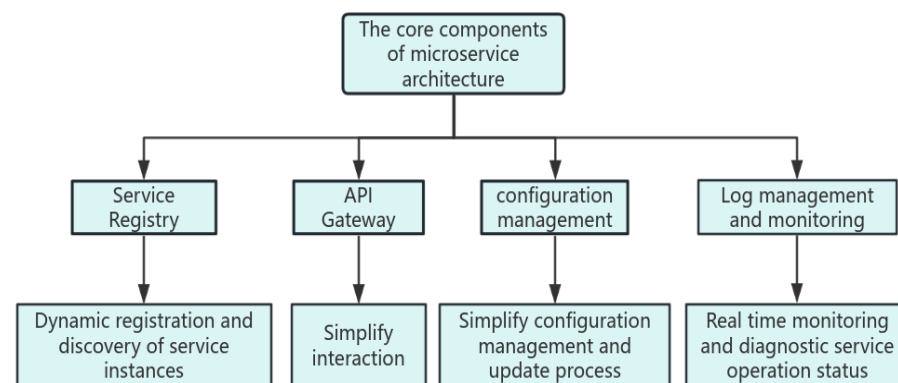 The core components
of microservice
architecture
Service
Registry
API
Gateway
configuration
management
Log management
and monitoring
Dynamic registration and
discovery of service
instances
Simplify
interaction
Simplify configuration
management and
update process
Real time monitoring
and diagnostic service
operation status